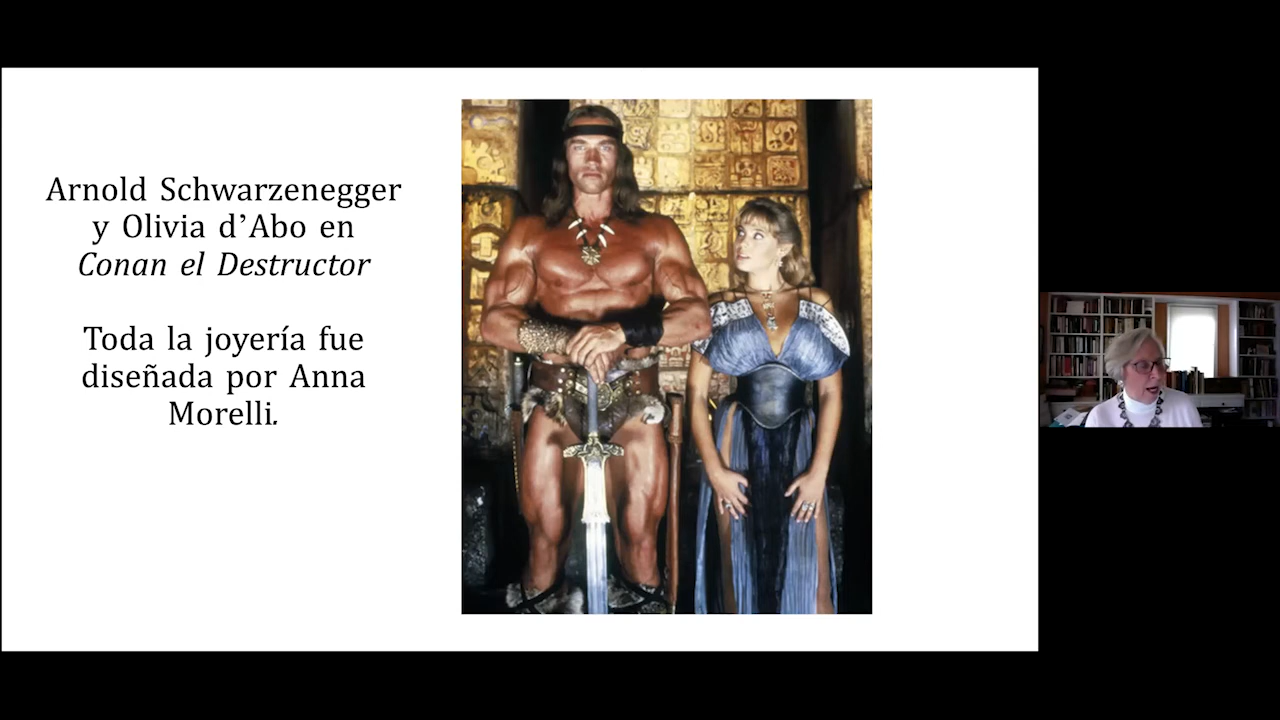 Arnold Schwarzenegger
y Olivia d’Abo en
Conan el Destructor
Toda la joyería fue
diseñada por Anna
Morelli.